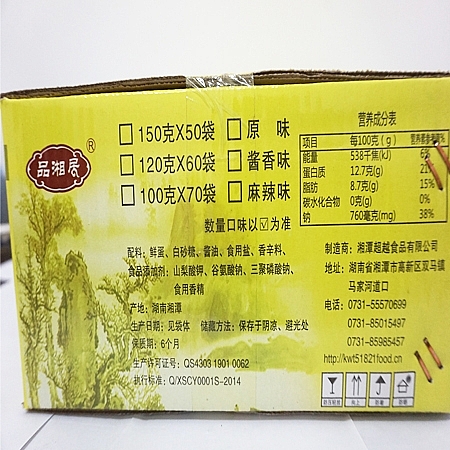 品湘居®
□150克X50袋 □原 味
□120克X60袋 □酱香味
□100克X70袋 □麻辣味
数量口味以☑为准
营养成分表
项目 每100克(g) 营养素参考值%
能量 538千焦(kJ) 6%
蛋白质 12.7克(g) 21%
脂肪 8.7克(g) 15%
碳水化合物 0克(g) 0%
钠 760毫克(mg) 38%
配料：鲜蛋、白砂糖、酱油、食用盐、香辛料、
食品添加剂：山梨酸钾、谷氨酸钠、三聚磷酸钠、
食用香精
产地：湖南湘潭
生产日期：见袋体 储藏方法：保存于阴凉、避光处
保质期：6个月
生产许可证号：QS4303 1901 0062
执行标准：Q/XSCY0001S-2014
制造商：湘潭超越食品有限公司
地址：湖南省湘潭市高新区双马镇
马家河道口
电话：0731-55570699
0731-85015497
0731-85985457
http://kwt51821food.cn